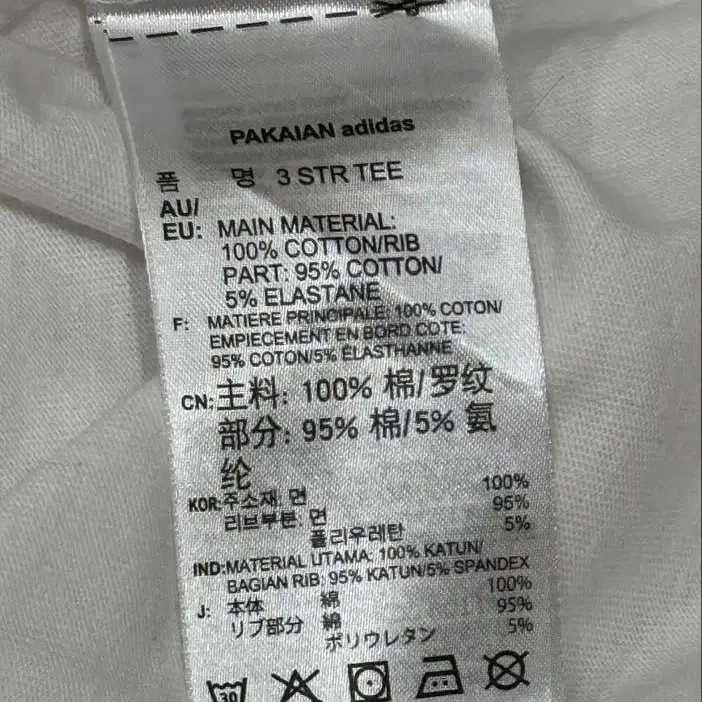 PAKAIAN adidas
품 명 3 STR TEE
AU/
EU: MAIN MATERIAL:
100% COTTON/RIB
PART: 95% COTTON/
5% ELASTANE
F: MATIERE PRINCIPALE: 100% COTON/
EMPIECEMENT EN BORD COTE:
95% COTON/5% ELASTHANNE
CN: 主料: 100% 棉/罗纹
部分: 95% 棉/5% 氨
纶
KOR: 주소재: 면 100%
리브부분: 면 95%
폴리우레탄 5%
IND: MATERIAL UTAMA: 100% KATUN/
BAGIAN RIB: 95% KATUN/5% SPANDEX
J: 本体 綿 100%
リブ部分 綿 95%
ポリウレタン 5%
30